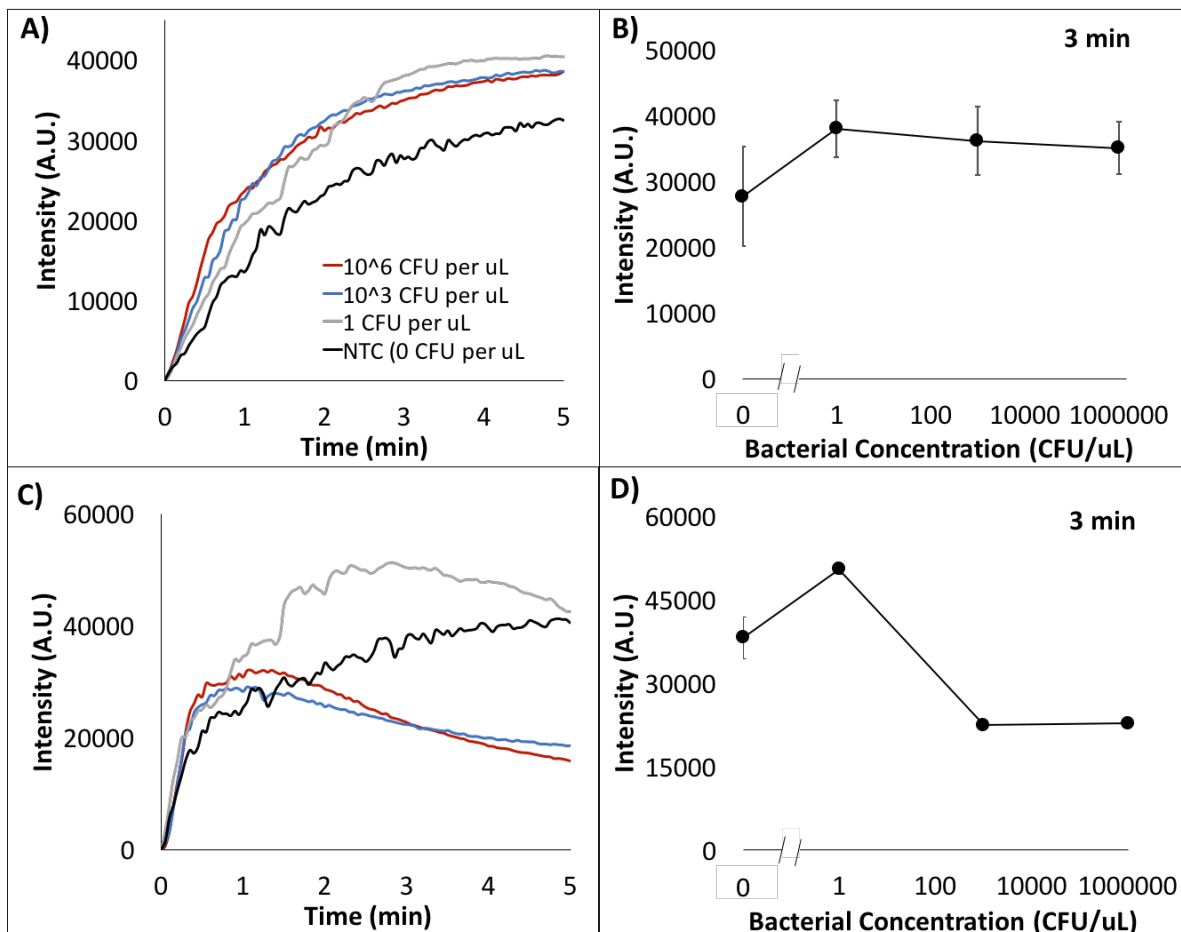 A)
Intensity (A.U.)
40000
30000
20000
10000
0
10^6 CFU per uL
10^3 CFU per uL
1 CFU per uL
NTC (0 CFU per uL
0 1 2 3 4 5
Time (min)
B)
3 min
Intensity (A.U.)
50000
40000
30000
20000
10000
0
0 // 1 100 10000 1000000
Bacterial Concentration (CFU/uL)
C)
Intensity (A.U.)
60000
40000
20000
0
0 1 2 3 4 5
Time (min)
D)
3 min
Intensity (A.U.)
60000
45000
30000
15000
0
0 // 1 100 10000 1000000
Bacterial Concentration (CFU/uL)